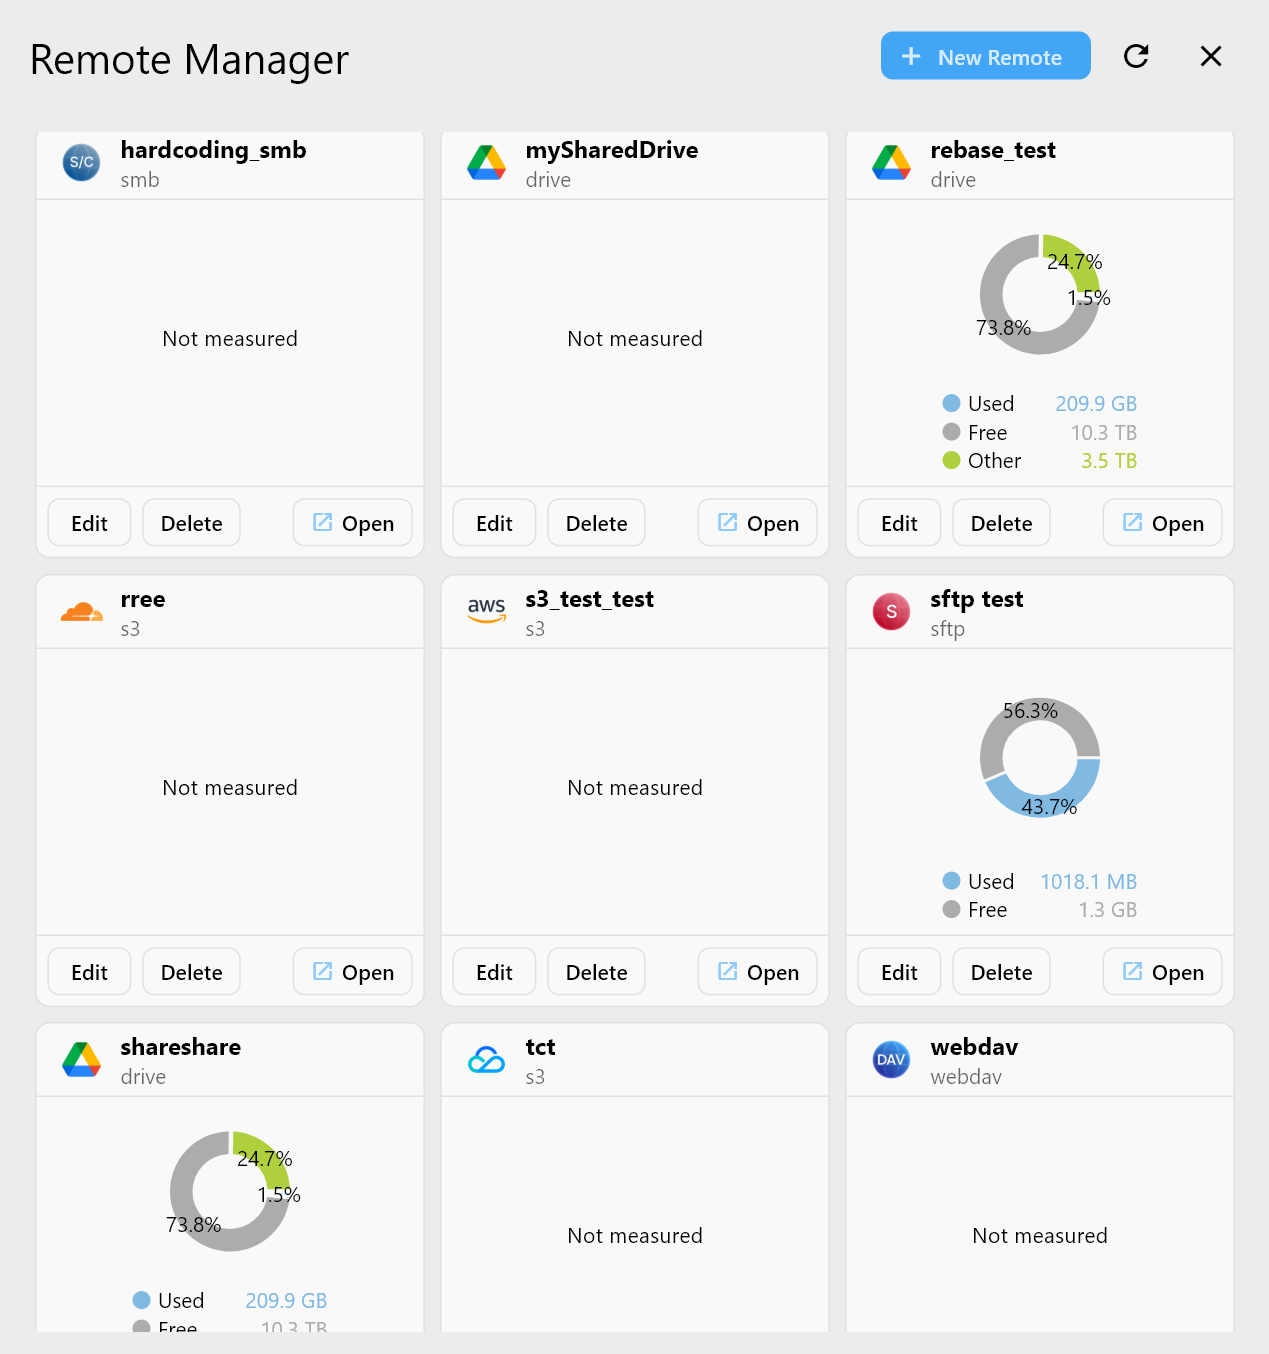 Remote Manager
New Remote
S/C
hardcoding_smb
smb
Not measured
Edit
Delete
Open
mySharedDrive
drive
Not measured
Edit
Delete
Open
rebase_test
drive
24.7%
1.5%
73.8%
Used 209.9 GB
Free 10.3 TB
Other 3.5 TB
Edit
Delete
Open
rree
s3
Not measured
Edit
Delete
Open
aws
s3_test_test
s3
Not measured
Edit
Delete
Open
S
sftp test
sftp
56.3%
43.7%
Used 1018.1 MB
Free 1.3 GB
Edit
Delete
Open
shareshare
drive
24.7%
1.5%
73.8%
Used 209.9 GB
Free 10.3 TB
tct
s3
Not measured
DAV
webdav
webdav
Not measured